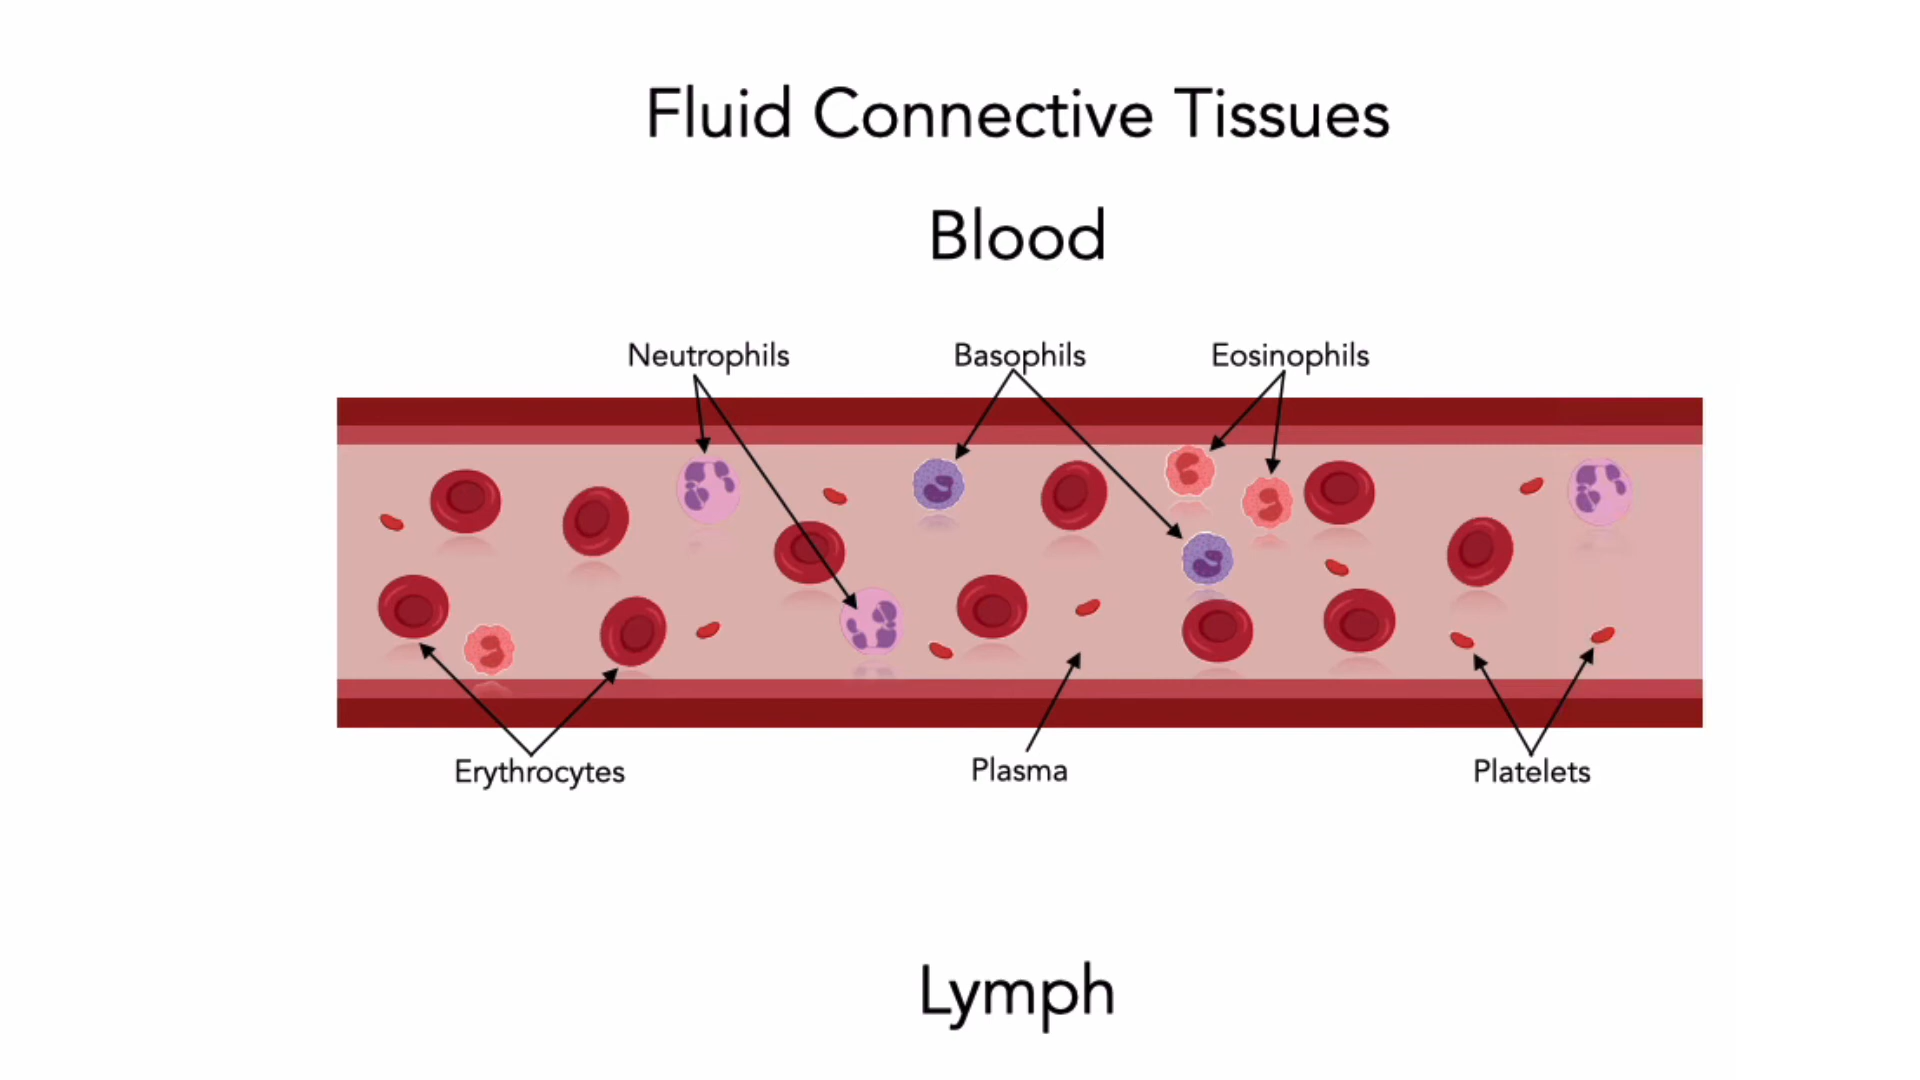 Fluid Connective Tissues
Blood
Neutrophils
Basophils
Eosinophils
Erythrocytes
Plasma
Platelets
Lymph